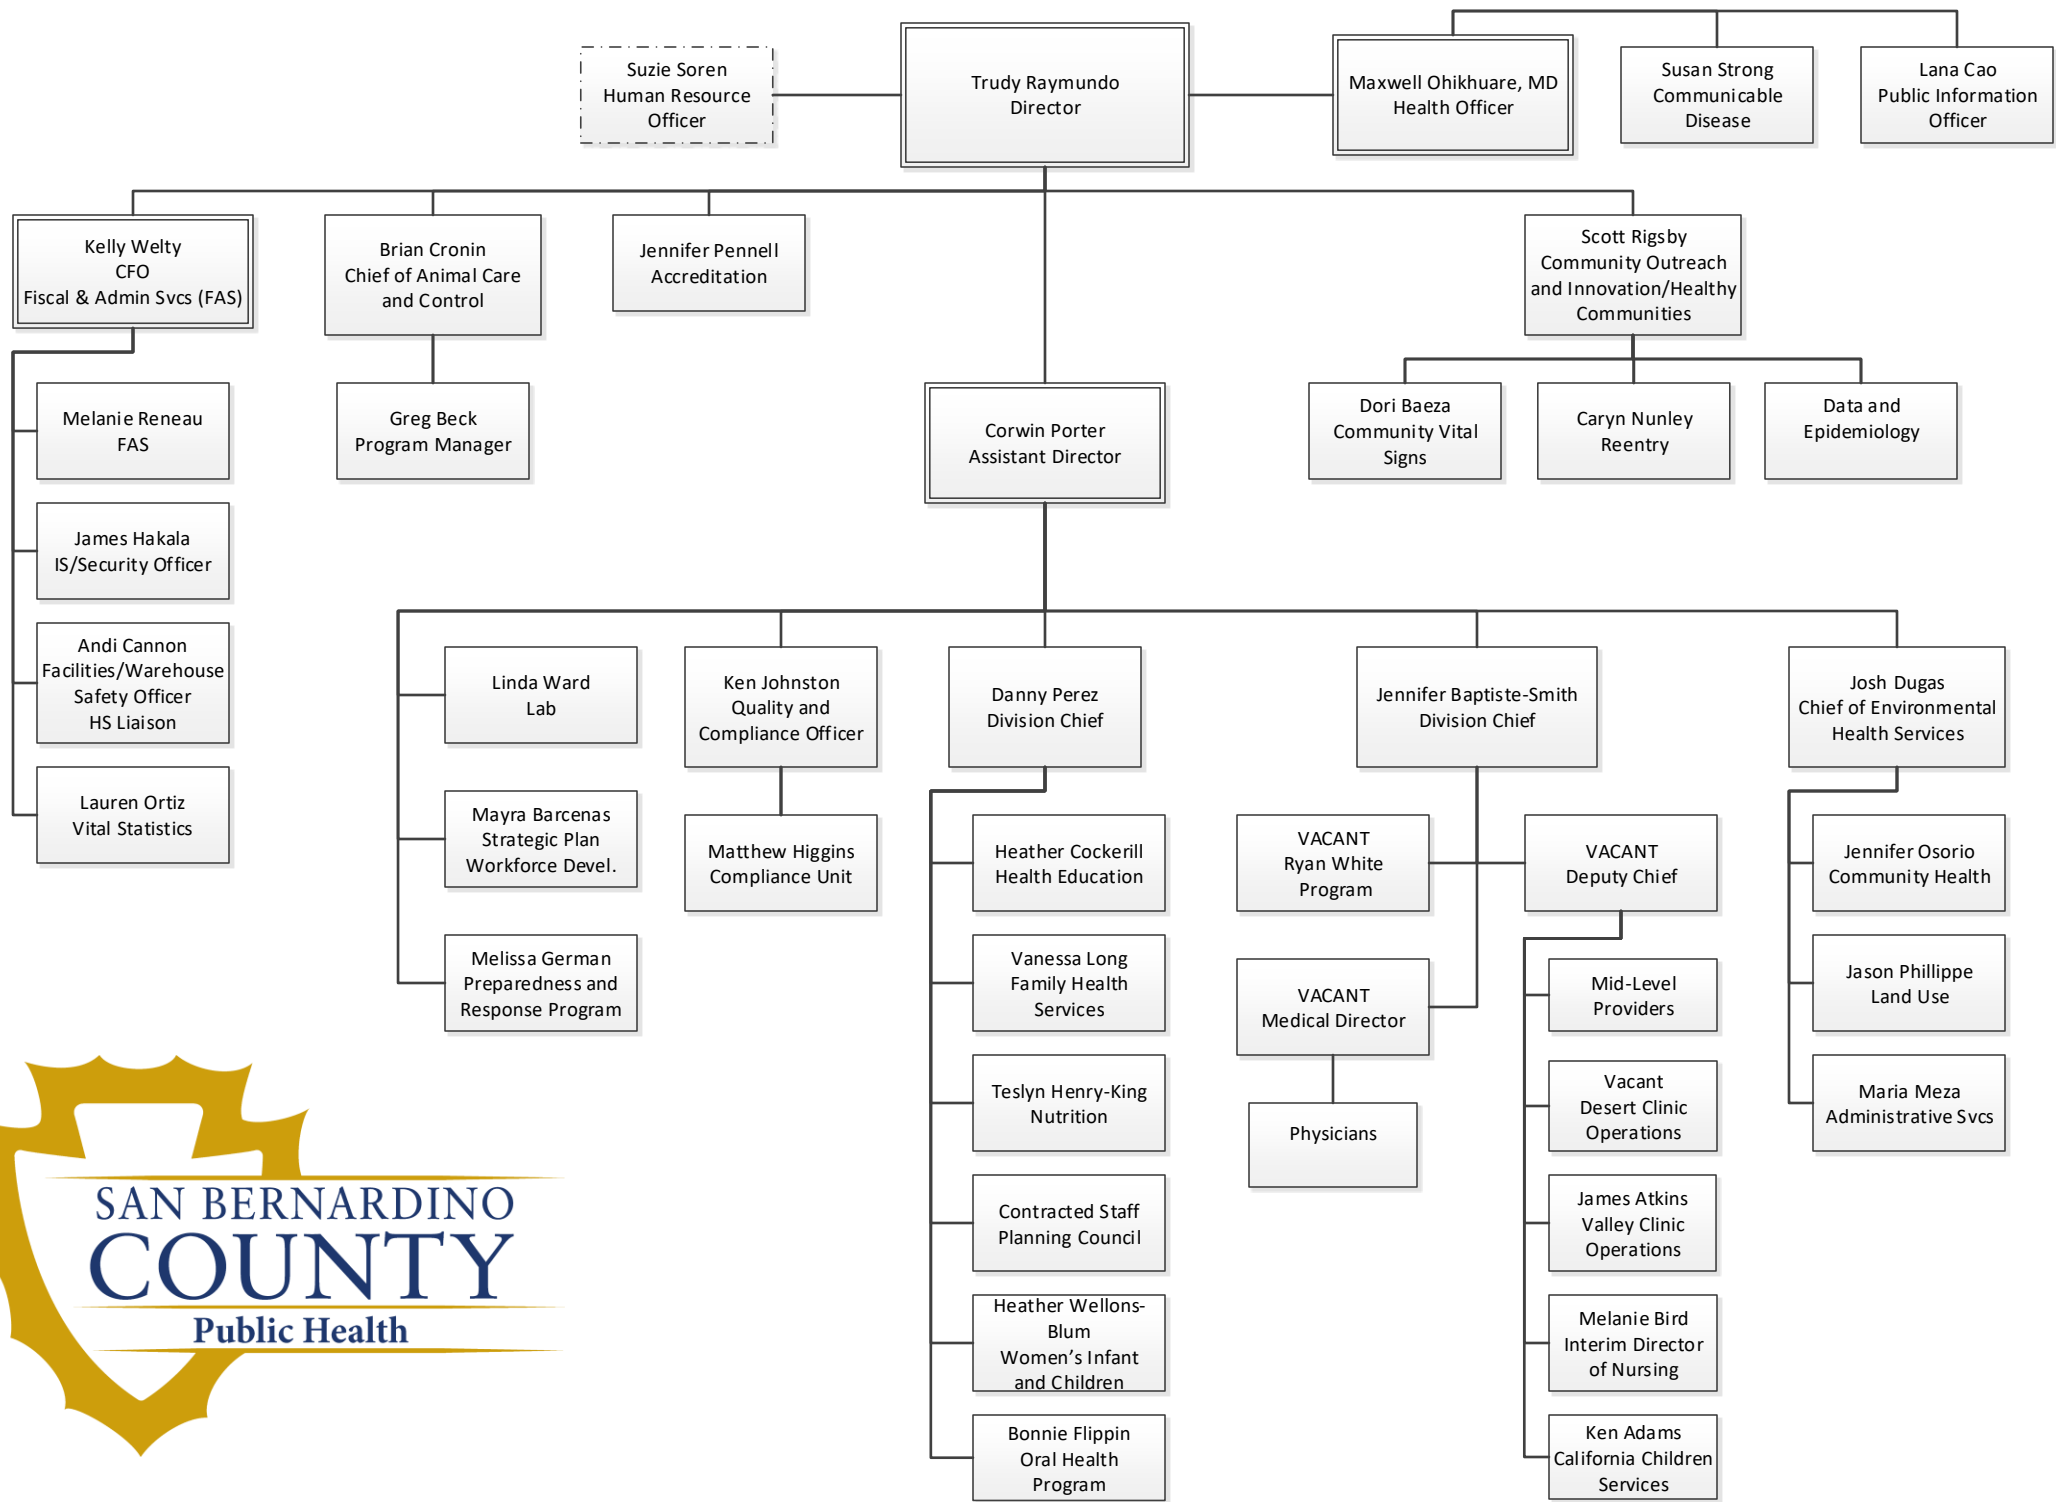 Suzie Soren
Human Resource
Officer
Trudy Raymundo
Director
Maxwell Ohikhuare, MD
Health Officer
Susan Strong
Communicable
Disease
Lana Cao
Public Information
Officer
Kelly Welty
CFO
Fiscal & Admin Svcs (FAS)
Brian Cronin
Chief of Animal Care
and Control
Jennifer Pennell
Accreditation
Scott Rigsby
Community Outreach
and Innovation/Healthy
Communities
Melanie Reneau
FAS
Greg Beck
Program Manager
Corwin Porter
Assistant Director
Dori Baeza
Community Vital
Signs
Caryn Nunley
Reentry
Data and
Epidemiology
James Hakala
IS/Security Officer
Andi Cannon
Facilities/Warehouse
Safety Officer
HS Liaison
Lauren Ortiz
Vital Statistics
Linda Ward
Lab
Ken Johnston
Quality and
Compliance Officer
Danny Perez
Division Chief
Jennifer Baptiste-Smith
Division Chief
Josh Dugas
Chief of Environmental
Health Services
Mayra Barcenas
Strategic Plan
Workforce Devel.
Matthew Higgins
Compliance Unit
Melissa German
Preparedness and
Response Program
Heather Cockerill
Health Education
Vanessa Long
Family Health
Services
Teslyn Henry-King
Nutrition
Contracted Staff
Planning Council
Heather Wellons-
Blum
Women’s Infant
and Children
Bonnie Flippin
Oral Health
Program
VACANT
Ryan White
Program
VACANT
Deputy Chief
VACANT
Medical Director
Physicians
Mid-Level
Providers
Vacant
Desert Clinic
Operations
James Atkins
Valley Clinic
Operations
Melanie Bird
Interim Director
of Nursing
Ken Adams
California Children
Services
Jennifer Osorio
Community Health
Jason Phillippe
Land Use
Maria Meza
Administrative Svcs
SAN BERNARDINO
COUNTY
Public Health